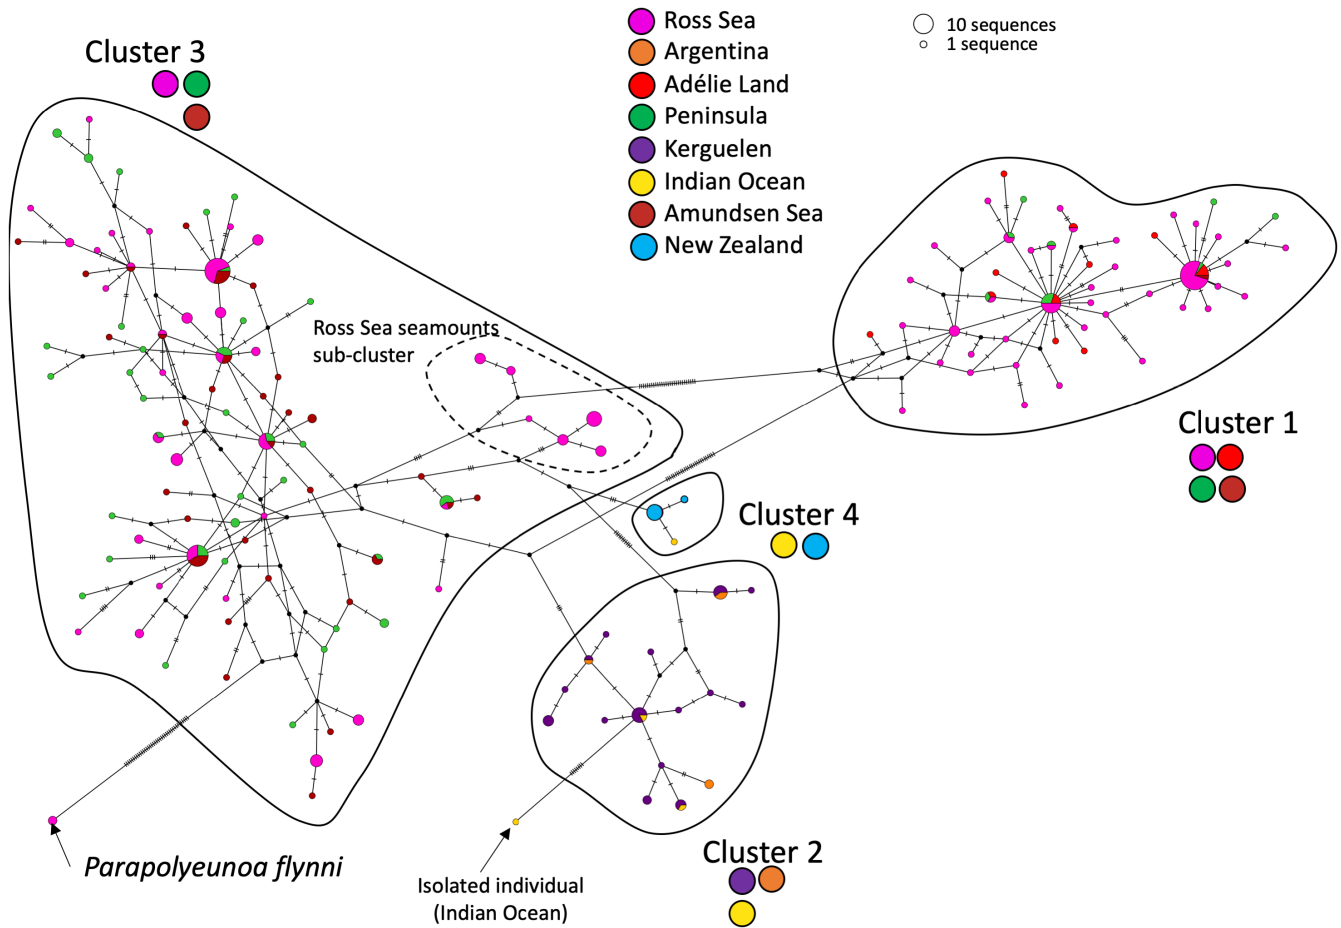 Ross Sea
Argentina
Adélie Land
Peninsula
Kerguelen
Indian Ocean
Amundsen Sea
New Zealand
10 sequences
1 sequence
Cluster 3
Ross Sea seamounts
sub-cluster
Cluster 1
Cluster 4
Cluster 2
Parapolyeunoa flynni
Isolated individual
(Indian Ocean)